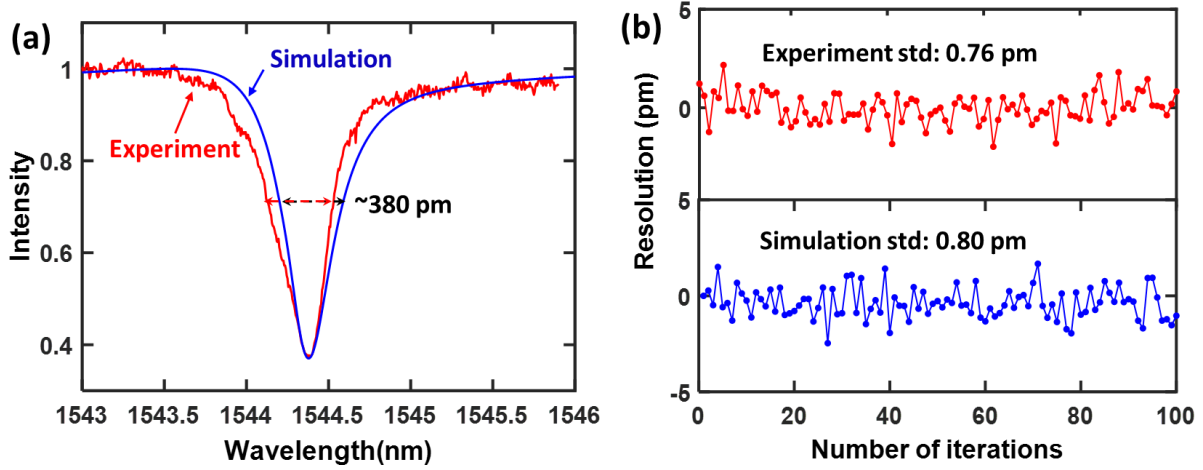 (a)
Simulation
Experiment
~380 pm
Intensity
1
0.8
0.6
0.4
1543
1543.5
1544
1544.5
1545
1545.5
1546
Wavelength(nm)
(b)
Experiment std: 0.76 pm
Simulation std: 0.80 pm
Resolution (pm)
5
0
5
0
-5
0
20
40
60
80
100
Number of iterations